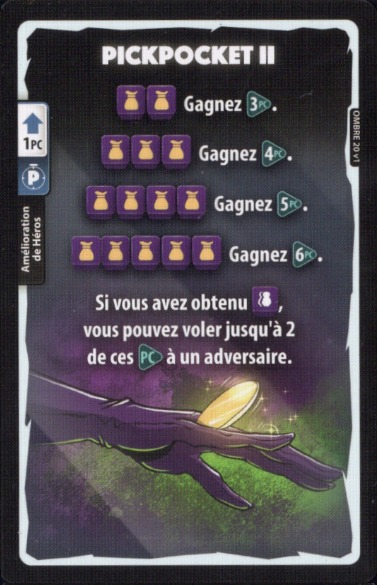 PICKPOCKET II
Gagnez 3PC.
Gagnez 4PC.
Gagnez 5PC.
Gagnez 6PC.
Si vous avez obtenu ,
vous pouvez voler jusqu'à 2
de ces PC à un adversaire.
1PC
P
Amélioration
de Héros
OMBRE 20 V1